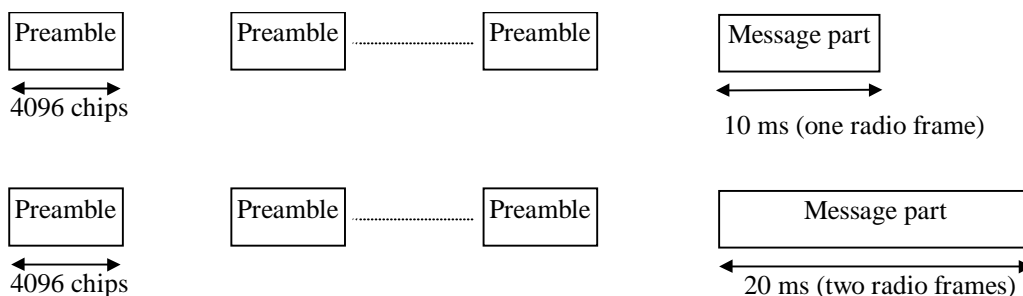 Preamble Preamble Preamble Message part
4096 chips 10 ms (one radio frame)
Preamble Preamble Preamble Message part
4096 chips 20 ms (two radio frames)